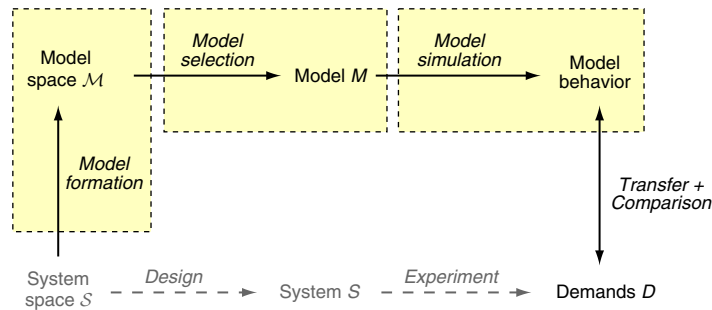 Model
space ℳ
Model
selection
Model M
Model
simulation
Model
behavior
Model
formation
Transfer +
Comparison
System
space 𝒮
Design
System S
Experiment
Demands D